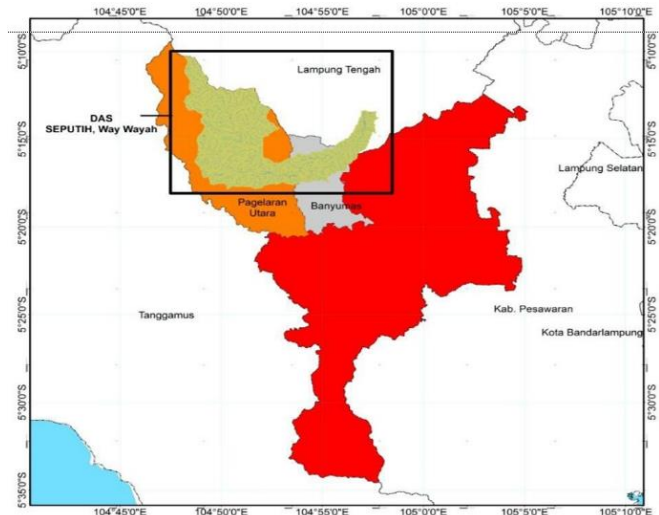 104°45'0"E 104°50'0"E 104°55'0"E 105°0'0"E 105°5'0"E 105°10'0"E
5°10'0"S 5°10'0"S
Lampung Tengah
DAS
SEPUTIH, Way Wayah
5°15'0"S 5°15'0"S
Lampung Selatan
Pagelaran
Utara
Banyumas
5°20'0"S 5°20'0"S
Kab. Pesawaran
Tanggamus
5°25'0"S 5°25'0"S
Kota Bandarlampung
5°30'0"S 5°30'0"S
5°35'0"S 5°35'0"S
104°45'0"E 104°50'0"E 104°55'0"E 105°0'0"E 105°5'0"E 105°10'0"E